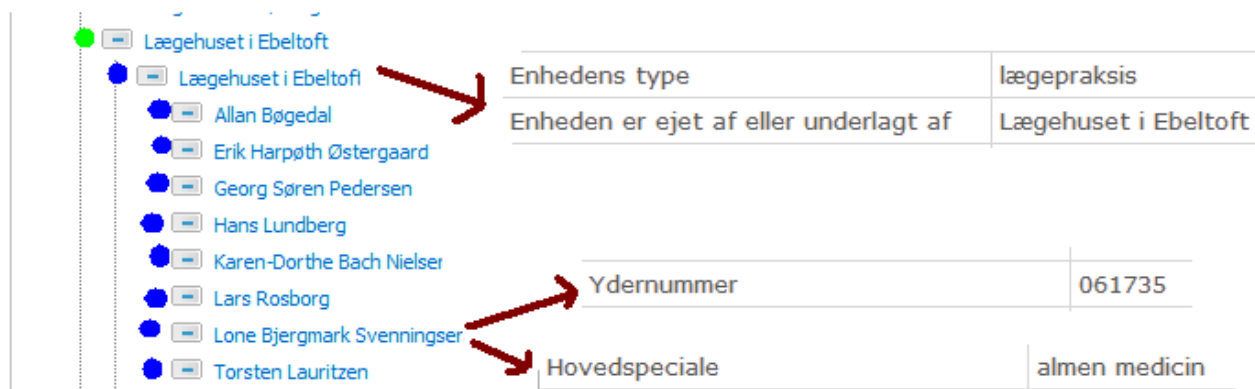 Lægehuset i Ebeltoft
Lægehuset i Ebeltoft
Enhedens type lægepraksis
Enheden er ejet af eller underlagt af Lægehuset i Ebeltoft
Allan Bøgedal
Erik Harpøth Østergaard
Georg Søren Pedersen
Hans Lundberg
Karen-Dorthe Bach Nielsen
Lars Rosborg
Ydernummer 061735
Lone Bjergmark Svenningsen
Hovedspeciale almen medicin
Torsten Lauritzen